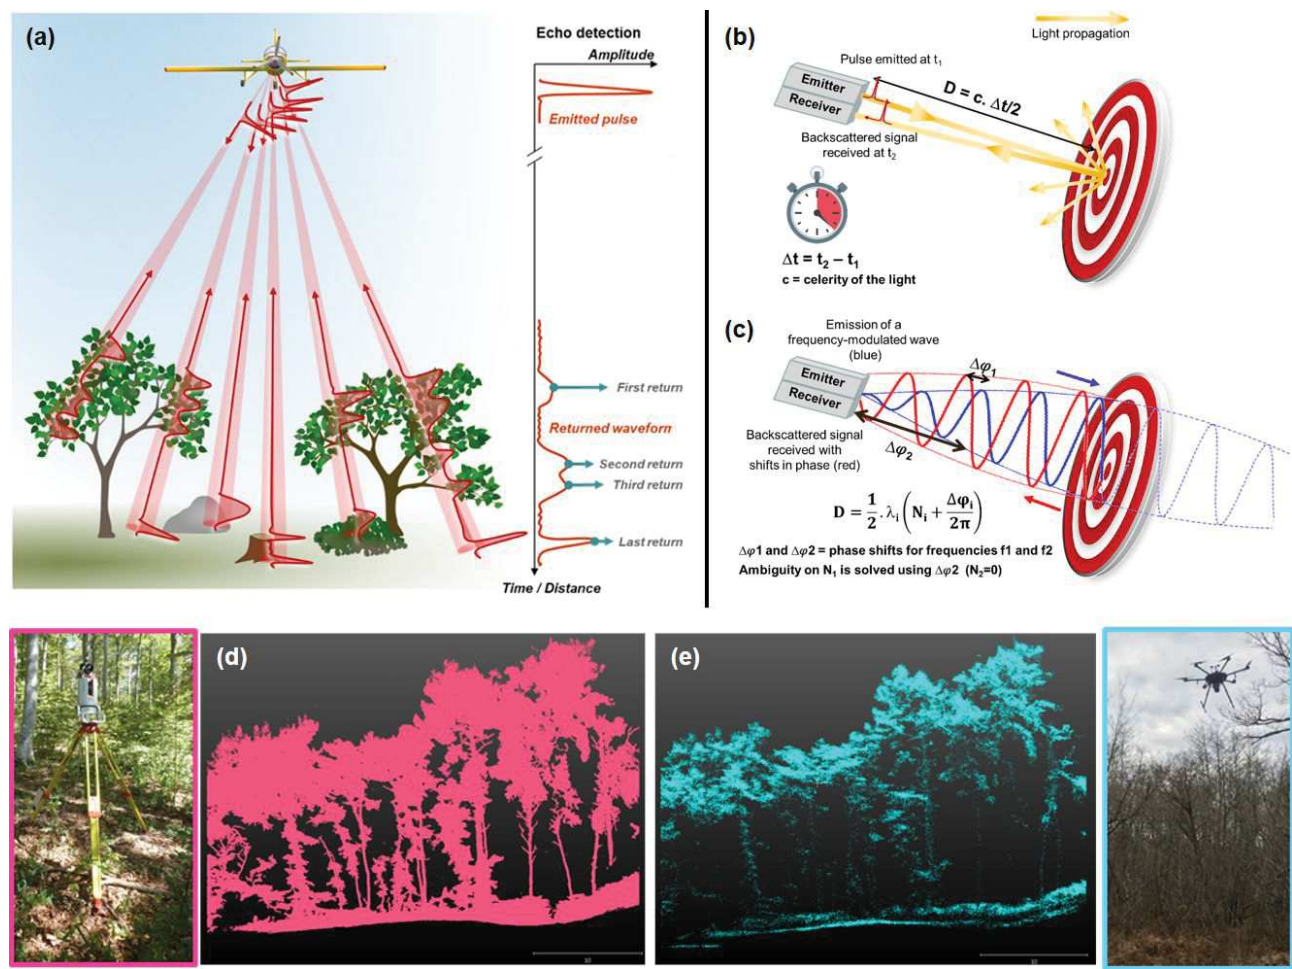 (a)
Echo detection
Amplitude
Emitted pulse
First return
Returned waveform
Second return
Third return
Last return
Time / Distance
(b)
Light propagation
Pulse emitted at t₁
Emitter
Receiver
D = c. Δt/2
Backscattered signal
received at t₂
Δt = t₂ – t₁
c = celerity of the light
(c)
Emission of a
frequency-modulated wave
(blue)
Δφ₁
Emitter
Receiver
Backscattered signal
received with
shifts in phase (red)
Δφ₂
D = 1/2 . λᵢ (Nᵢ + Δφᵢ/2π)
Δφ1 and Δφ2 = phase shifts for frequencies f1 and f2
Ambiguity on N₁ is solved using Δφ2 (N₂=0)
(d)
10
(e)
10